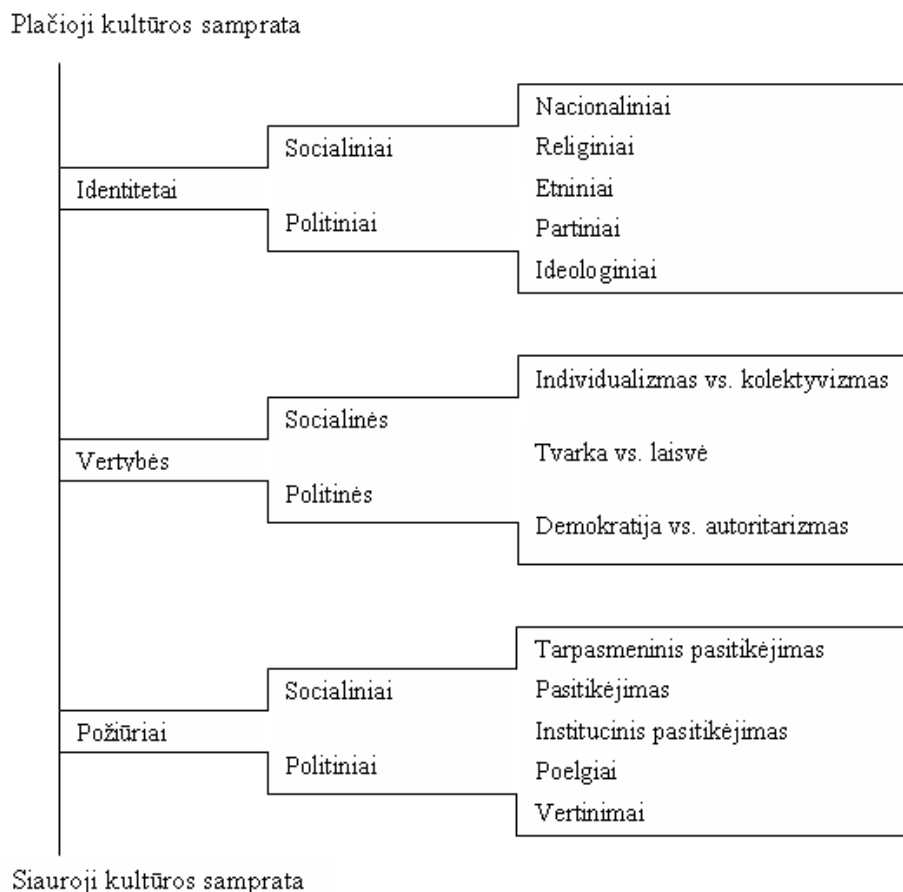 Plačioji kultūros samprata
Nacionaliniai
Socialiniai
Religiniai
Identitetai
Etniniai
Politiniai
Partiniai
Ideologiniai
Individualizmas vs. kolektyvizmas
Socialinės
Tvarka vs. laisvė
Vertybės
Politinės
Demokratija vs. autoritarizmas
Tarpasmeninis pasitikėjimas
Socialiniai
Pasitikėjimas
Požiūriai
Institucinis pasitikėjimas
Politiniai
Poelgiai
Vertinimai
Siauroji kultūros samprata